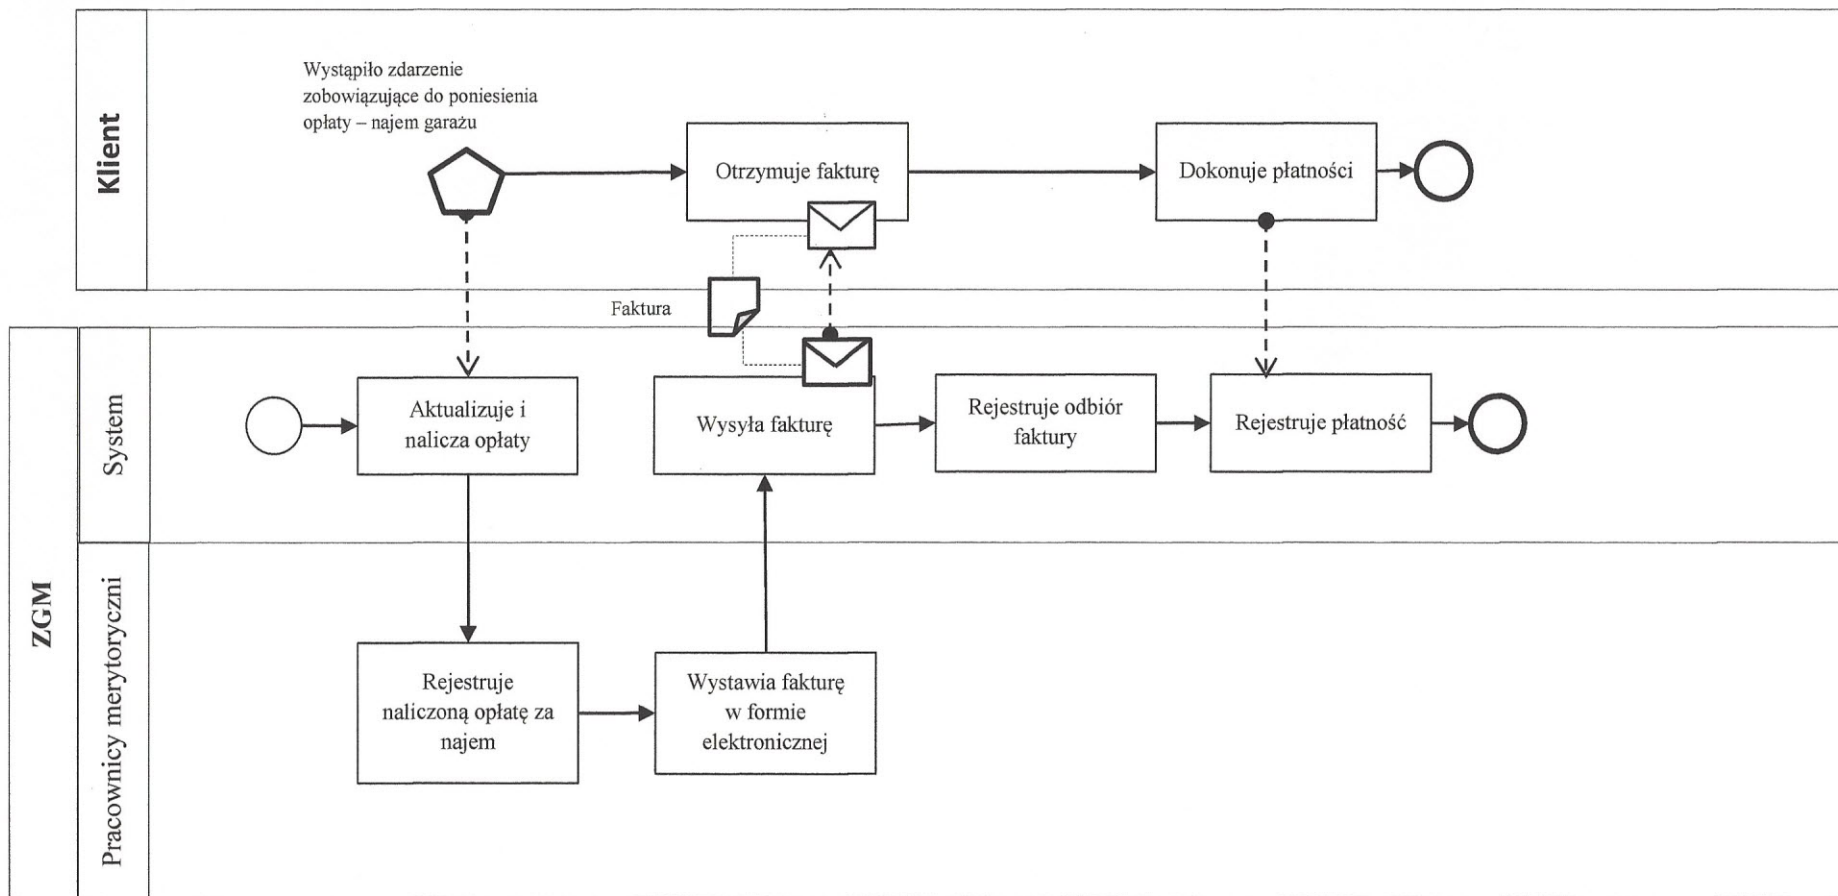 Klient
Wystąpiło zdarzenie
zobowiązujące do poniesienia
opłaty – najem garażu
Otrzymuje fakturę
Dokonuje płatności
Faktura
ZGM
System
Aktualizuje i
nalicza opłaty
Wysyła fakturę
Rejestruje odbiór
faktury
Rejestruje płatność
Pracownicy merytoryczni
Rejestruje
naliczoną opłatę za
najem
Wystawia fakturę
w formie
elektronicznej